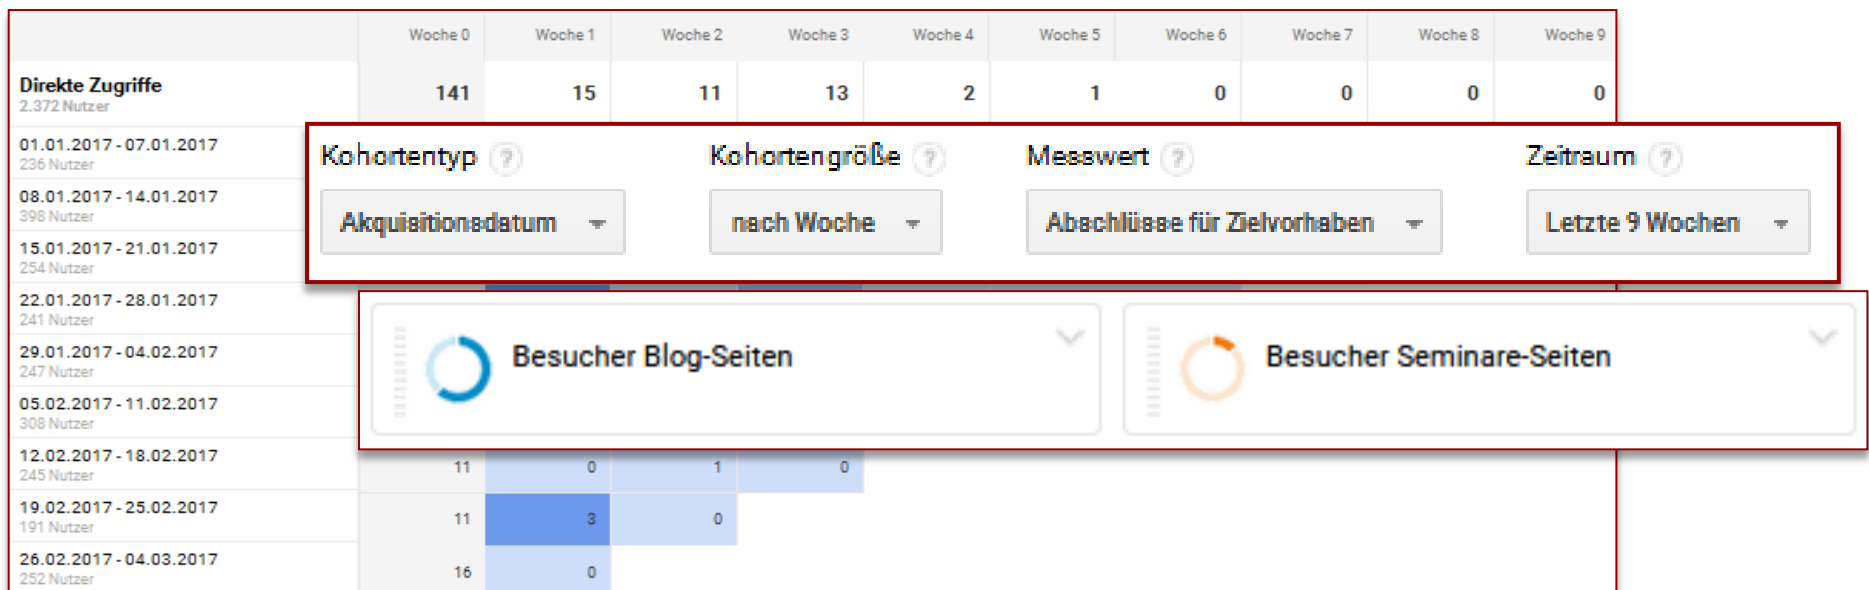 Woche 0 Woche 1 Woche 2 Woche 3 Woche 4 Woche 5 Woche 6 Woche 7 Woche 8 Woche 9
Direkte Zugriffe 141 15 11 13 2 1 0 0 0 0
2.372 Nutzer
01.01.2017 - 07.01.2017
236 Nutzer
Kohortentyp ? Kohortengröße ? Messwert ? Zeitraum ?
08.01.2017 - 14.01.2017
398 Nutzer
Akquisitionsdatum nach Woche Abschlüsse für Zielvorhaben Letzte 9 Wochen
15.01.2017 - 21.01.2017
254 Nutzer
22.01.2017 - 28.01.2017
241 Nutzer
29.01.2017 - 04.02.2017
247 Nutzer
Besucher Blog-Seiten Besucher Seminare-Seiten
05.02.2017 - 11.02.2017
308 Nutzer
12.02.2017 - 18.02.2017 11 0 1 0
245 Nutzer
19.02.2017 - 25.02.2017 11 3 0
191 Nutzer
26.02.2017 - 04.03.2017 16 0
252 Nutzer